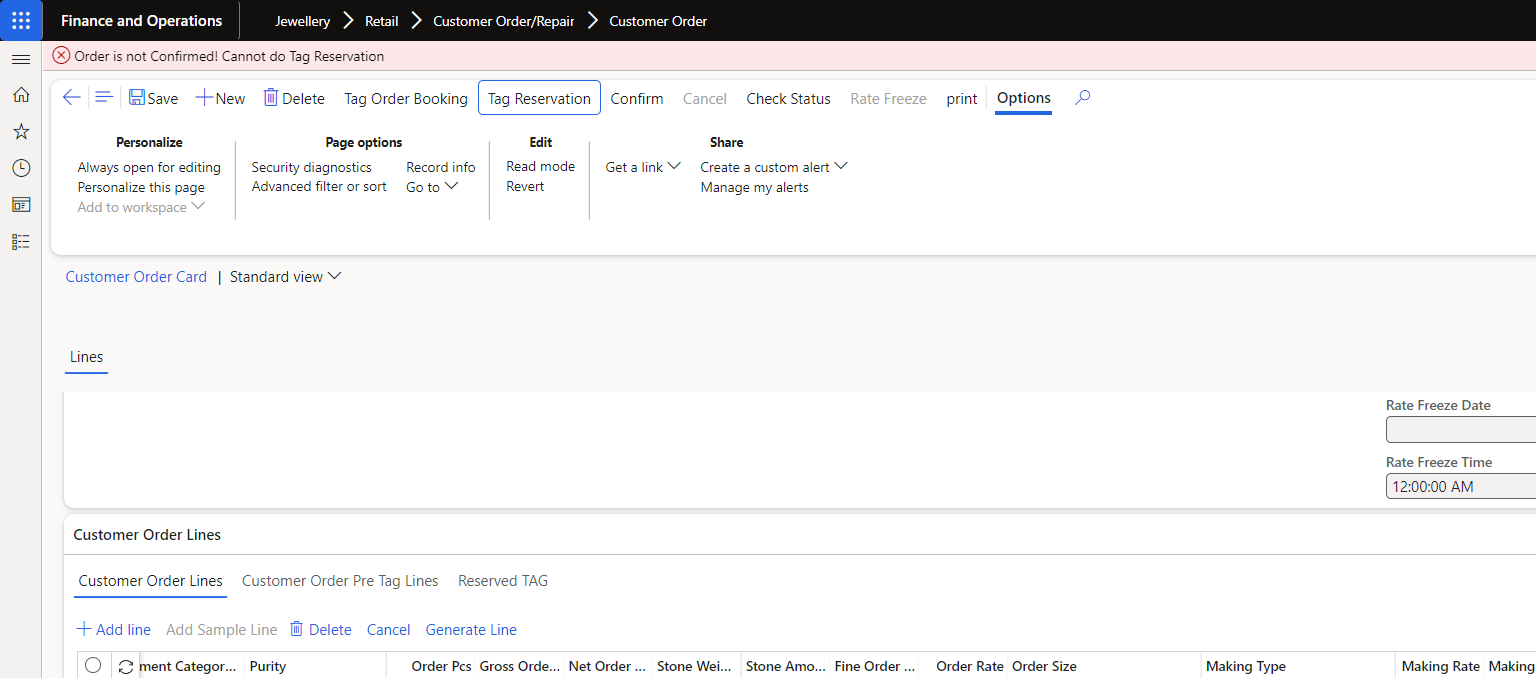 Finance and Operations Jewellery Retail Customer Order/Repair Customer Order
Order is not Confirmed! Cannot do Tag Reservation
Save New Delete Tag Order Booking Tag Reservation Confirm Cancel Check Status Rate Freeze print Options
Personalize Page options Edit Share
Always open for editing Security diagnostics Record info Read mode Get a link Create a custom alert
Personalize this page Advanced filter or sort Go to Revert Manage my alerts
Add to workspace
Customer Order Card | Standard view
Lines
Rate Freeze Date
Rate Freeze Time
12:00:00 AM
Customer Order Lines
Customer Order Lines Customer Order Pre Tag Lines Reserved TAG
Add line Add Sample Line Delete Cancel Generate Line
ment Categor... Purity Order Pcs Gross Orde... Net Order ... Stone Wei... Stone Amo... Fine Order ... Order Rate Order Size Making Type Making Rate Making